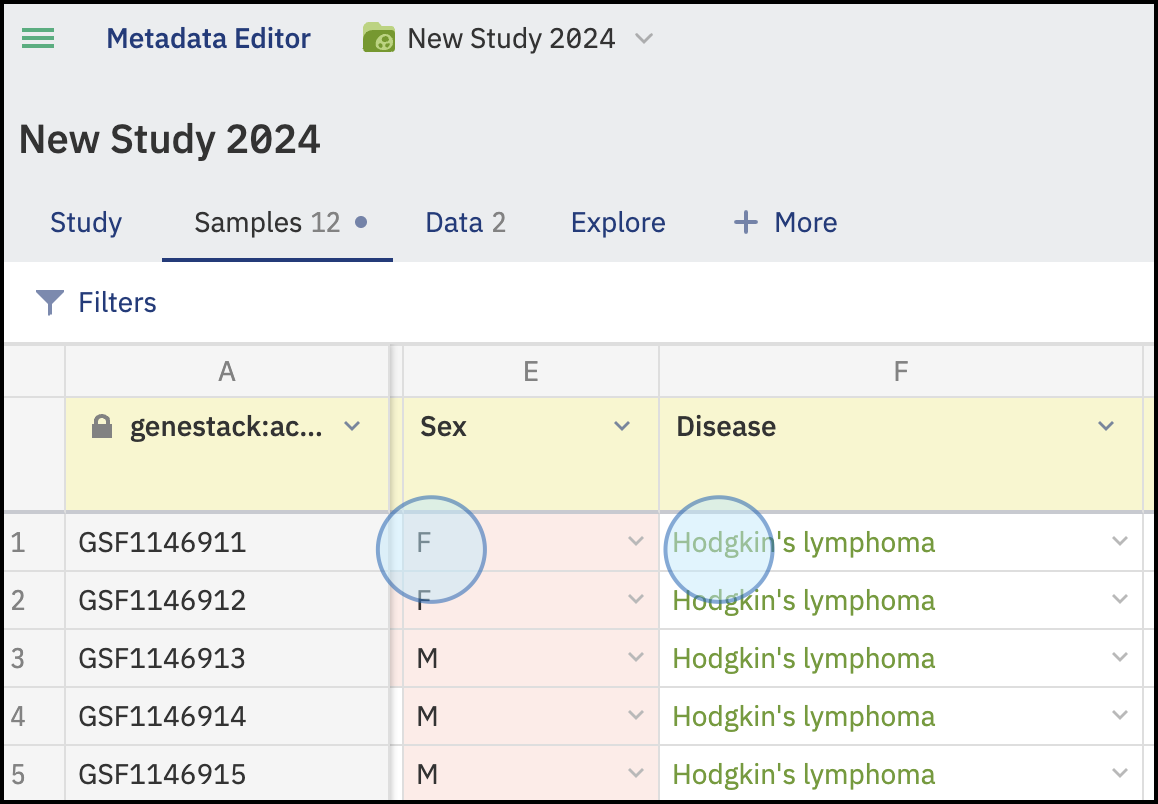 Metadata Editor New Study 2024
New Study 2024
Study Samples 12 Data 2 Explore + More
Filters
A E F
genestack:ac... Sex Disease
1 GSF1146911 F Hodgkin's lymphoma
2 GSF1146912 F Hodgkin's lymphoma
3 GSF1146913 M Hodgkin's lymphoma
4 GSF1146914 M Hodgkin's lymphoma
5 GSF1146915 M Hodgkin's lymphoma